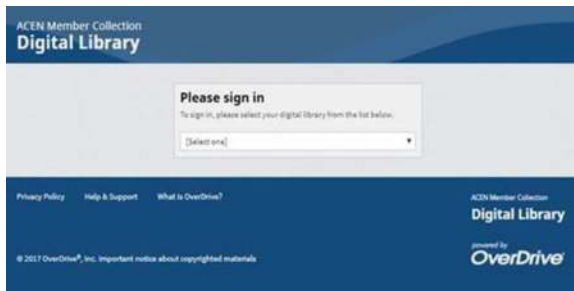 ACEN Member Collection
Digital Library
Please sign in
To sign in, please select your digital library from the list below.
[Select one]
Privacy Policy Help & Support What is OverDrive?
ACEN Member Collection
Digital Library
powered by
OverDrive
© 2017 OverDrive®, Inc. Important notice about copyrighted materials